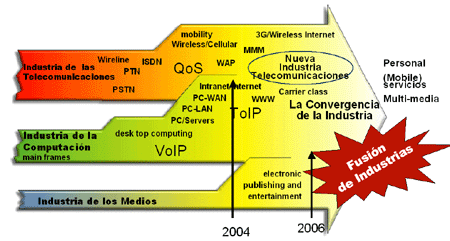 mobility
Wireless/Cellular
3G/Wireless Internet
MMM
Wireline
ISDN
Industria de las
Telecomunicaciones
PTN
PSTN
QoS
WAP
Nueva
Industria
Telecomunicaciones
Personal
(Mobile)
servicios
Multi-media
Intranet/Internet
Carrier class
PC-WAN
WWW
PC-LAN
ToIP
La Convergencia
de la Industria
PC/Servers
Industria de la
Computación
main frames
desk top computing
VoIP
Fusión
de Industrias
electronic
publishing and
entertainment
Industria de los Medios
2004
2006